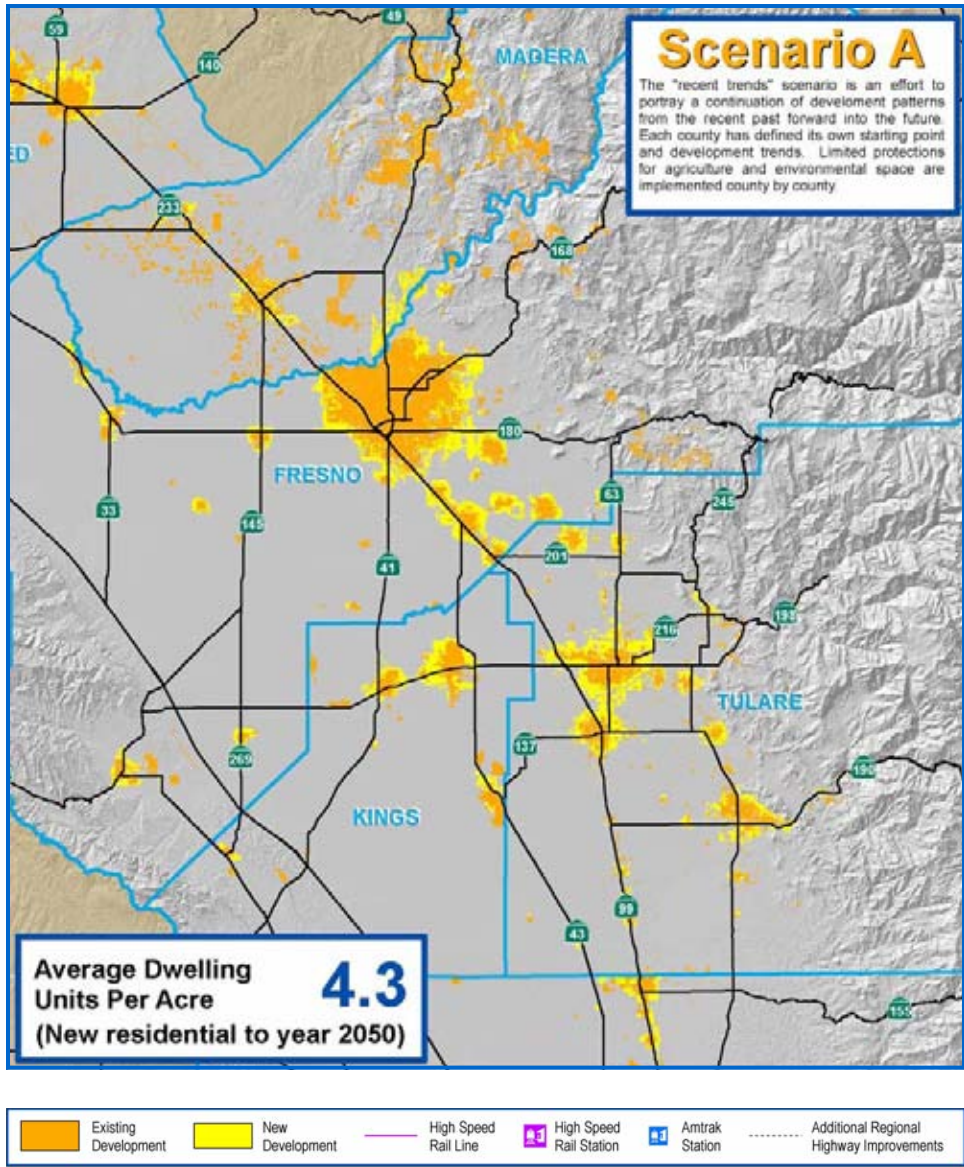 Scenario A
The "recent trends" scenario is an effort to
portray a continuation of develoment patterns
from the recent past forward into the future.
Each county has defined its own starting point
and development trends. Limited protections
for agriculture and environmental space are
implemented county by county.
59
49
140
MADERA
ED
233
168
180
FRESNO
63
245
33
145
201
41
198
216
TULARE
137
269
190
KINGS
99
43
155
Average Dwelling
Units Per Acre
4.3
(New residential to year 2050)
Existing
Development
New
Development
High Speed
Rail Line
High Speed
Rail Station
Amtrak
Station
Additional Regional
Highway Improvements